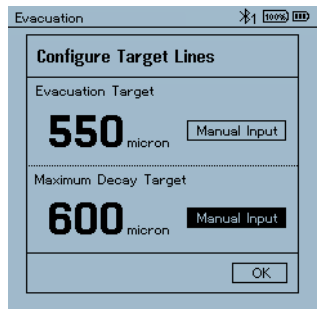 Evacuation 1 100%
Configure Target Lines
Evacuation Target
550 micron Manual Input
Maximum Decay Target
600 micron Manual Input
OK